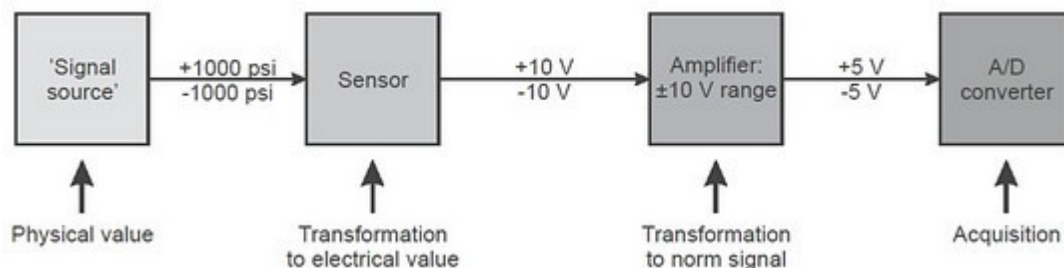 'Signal
source'
+1000 psi
-1000 psi
Sensor
+10 V
-10 V
Amplifier:
±10 V range
+5 V
-5 V
A/D
converter
Physical value
Transformation
to electrical value
Transformation
to norm signal
Acquisition